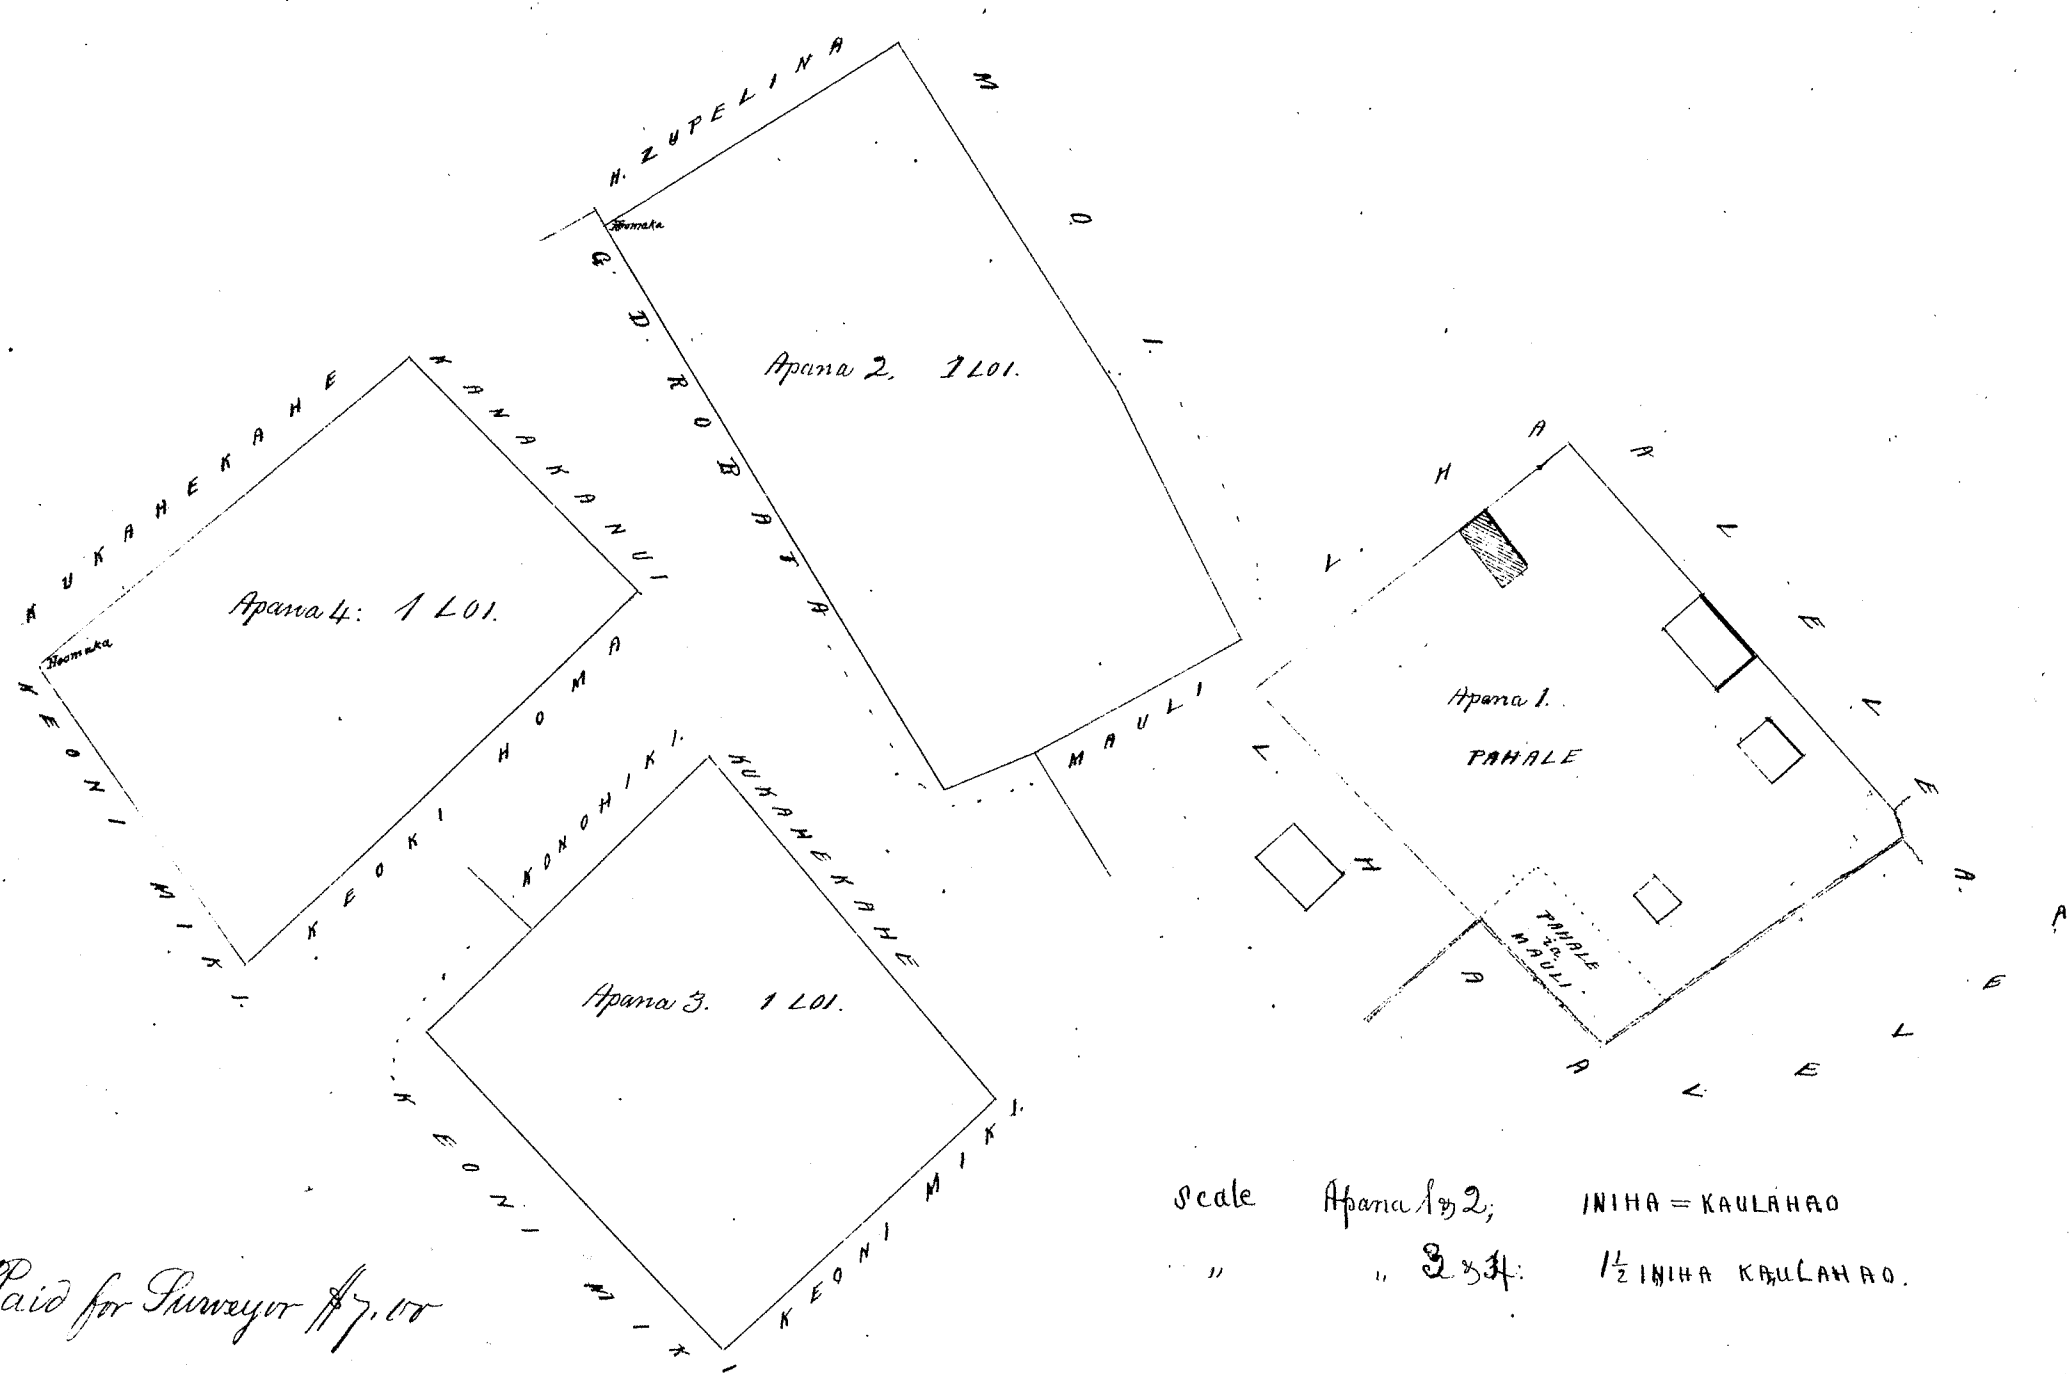 H. ZUPELINA
MOI.
Hoomaka
G. D. ROBATA
Apana 2. 1 LOI.
MAULI
KUKAHEKAHE
KANAKANUI
Apana 4: 1 LOI.
Hoomaka
KEONI MIKI.
KEOKI HOMA
KONOHIKI.
KUKAHEKAHE
Apana 3. 1 LOI.
KEONI MIKI
KEONI MIKI.
L. H A
A L E L E A.
Apana 1.
PAHALE
L H A
PAHALE
ia
MAULI.
A L E L E A
Scale Apana 1 & 2; INIHA = KAULAHAO
" " 3 & 4: 1½ INIHA KAULAHAO.
Paid for Surveyor $7.00